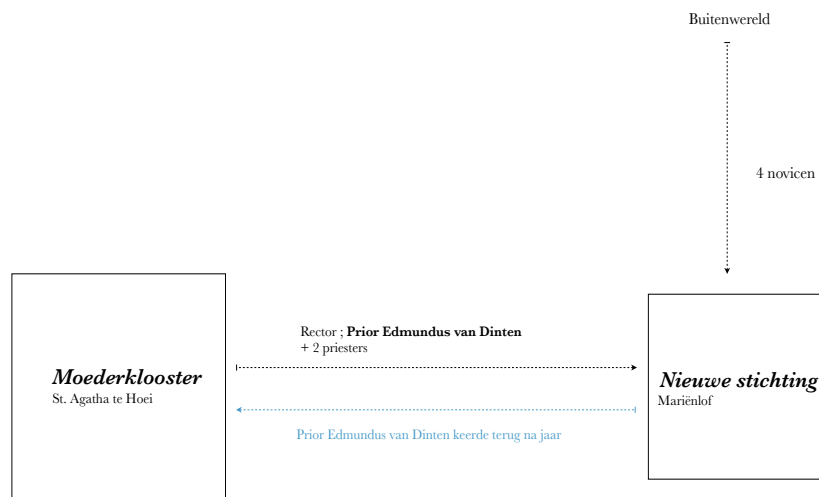 Buitenwereld
4 novicen
Rector ; Prior Edmundus van Dinten
+ 2 priesters
Moederklooster
St. Agatha te Hoei
Nieuwe stichting
Mariënlof
Prior Edmundus van Dinten keerde terug na jaar